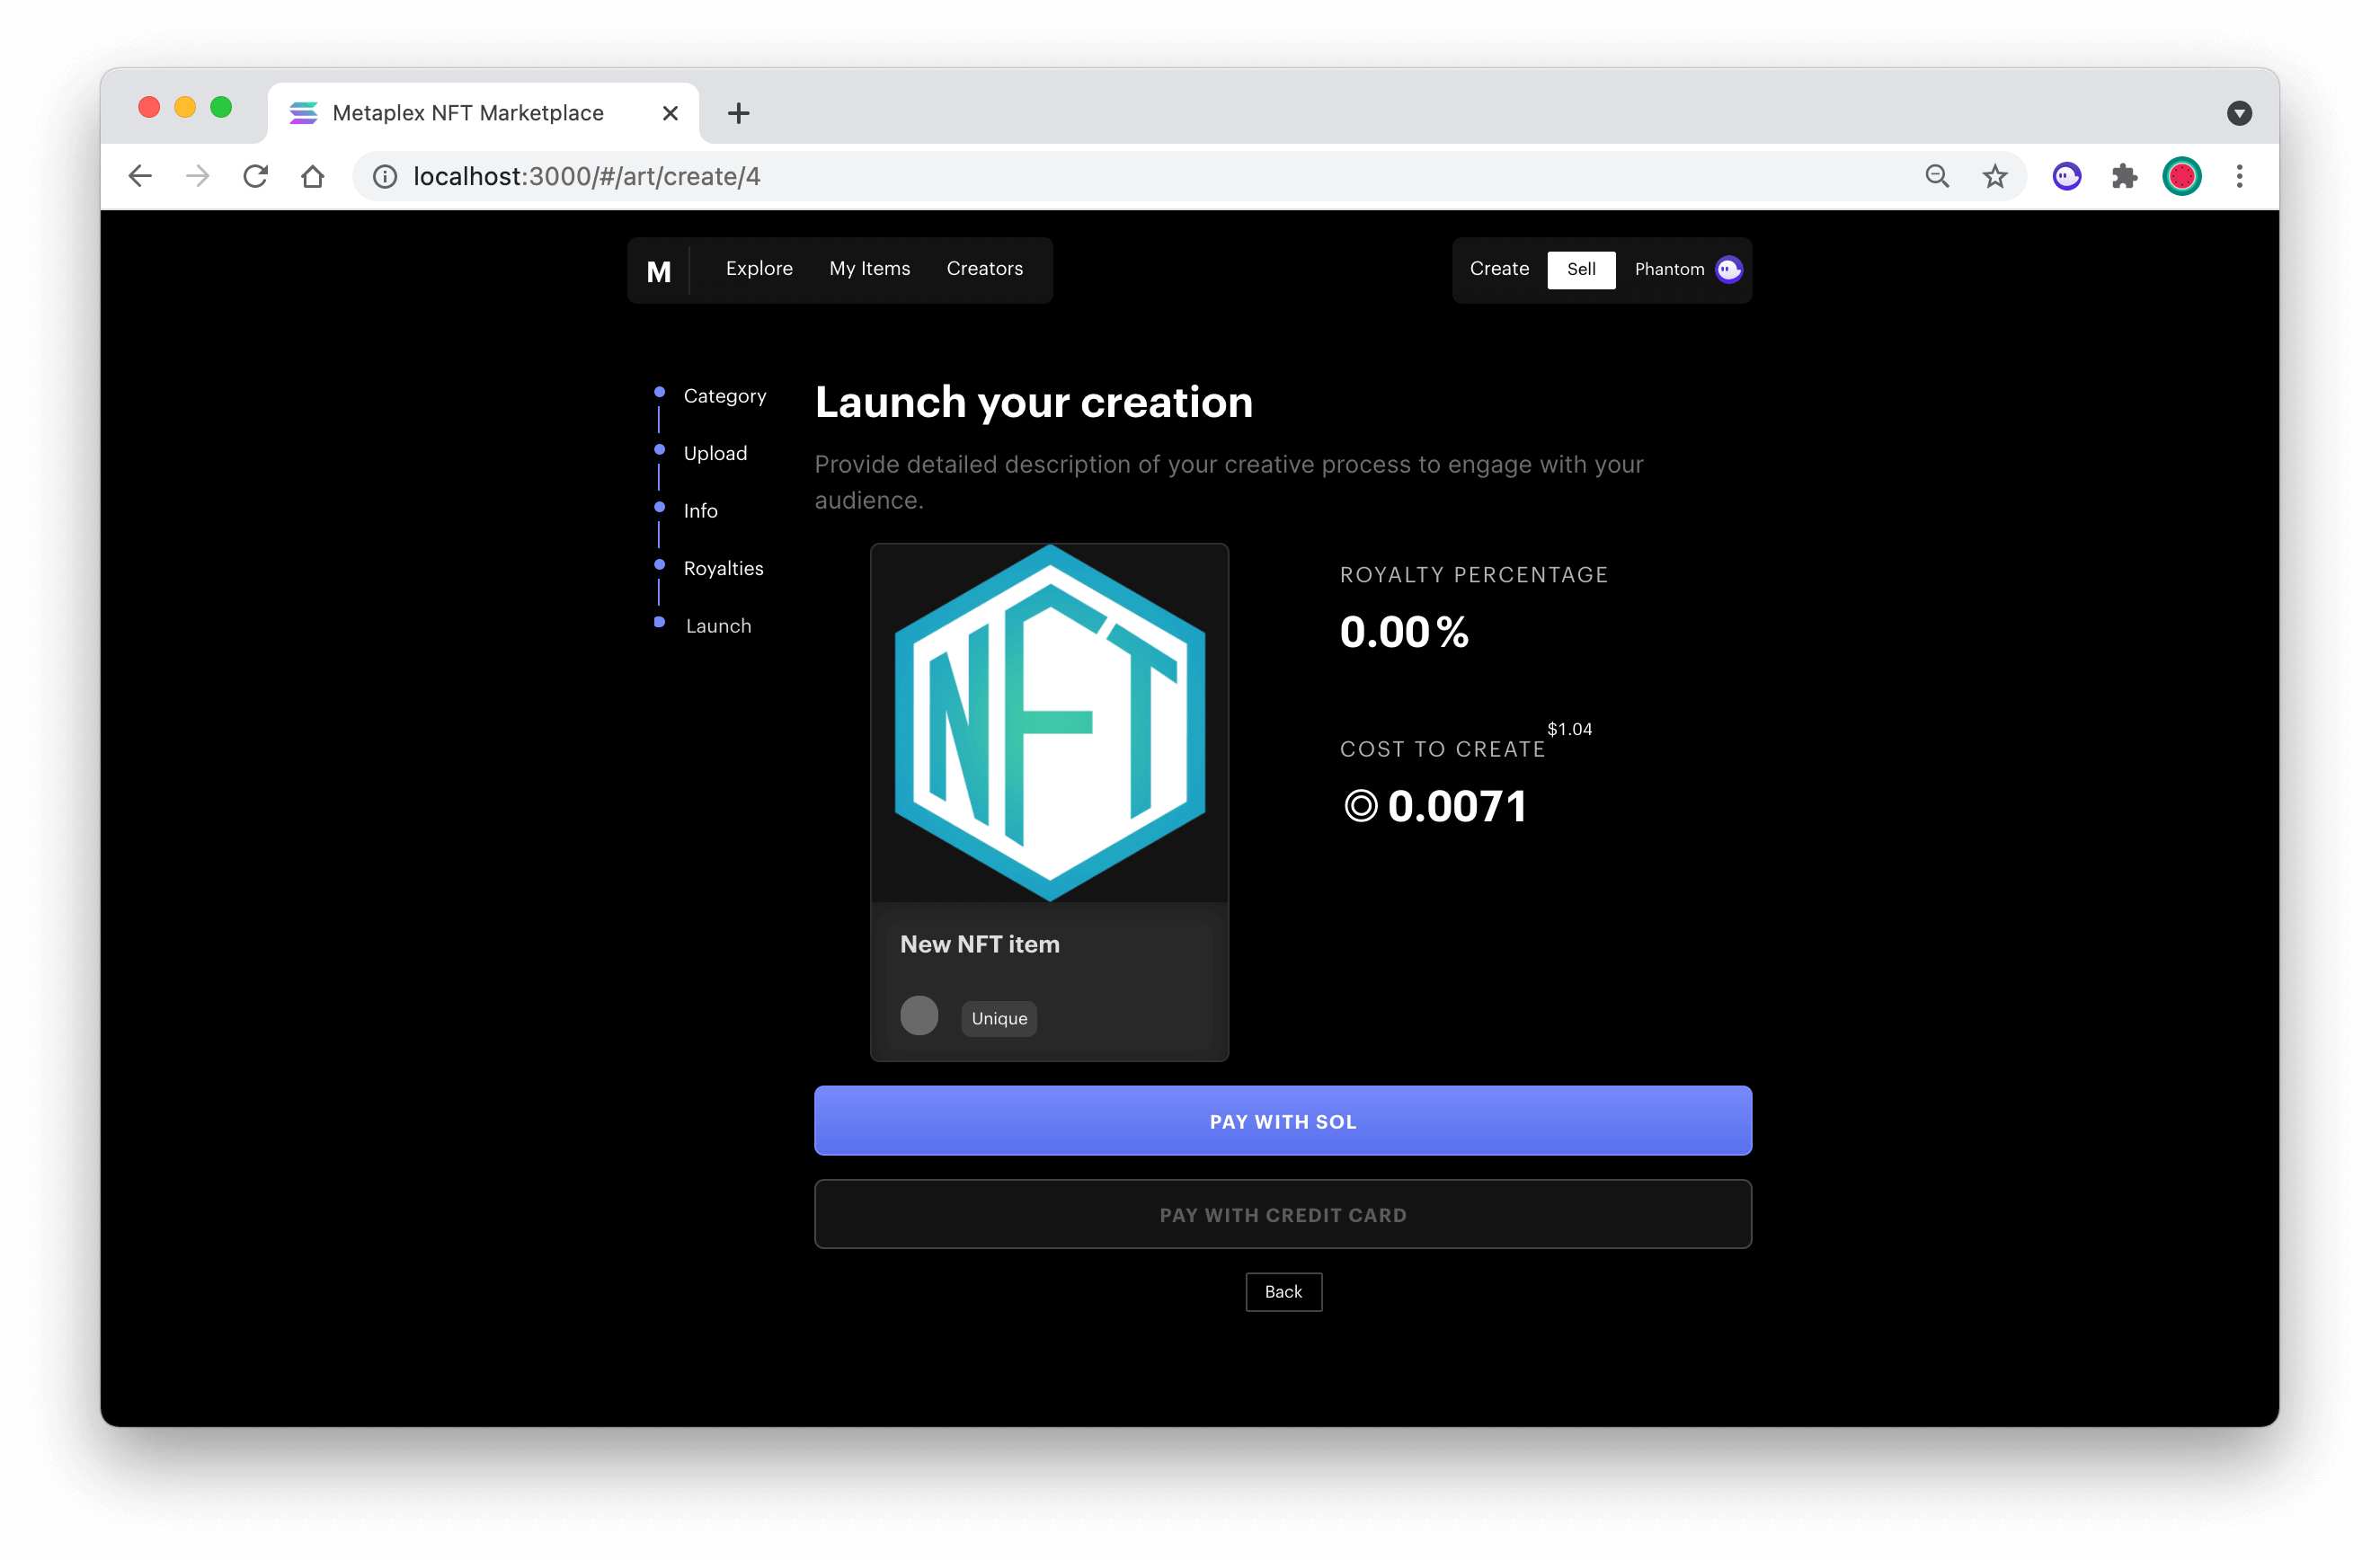 Metaplex NFT Marketplace
localhost:3000/#/art/create/4
M Explore My Items Creators
Create Sell Phantom
Category
Upload
Info
Royalties
Launch
Launch your creation
Provide detailed description of your creative process to engage with your
audience.
NFT
New NFT item
Unique
ROYALTY PERCENTAGE
0.00%
COST TO CREATE $1.04
0.0071
PAY WITH SOL
PAY WITH CREDIT CARD
Back